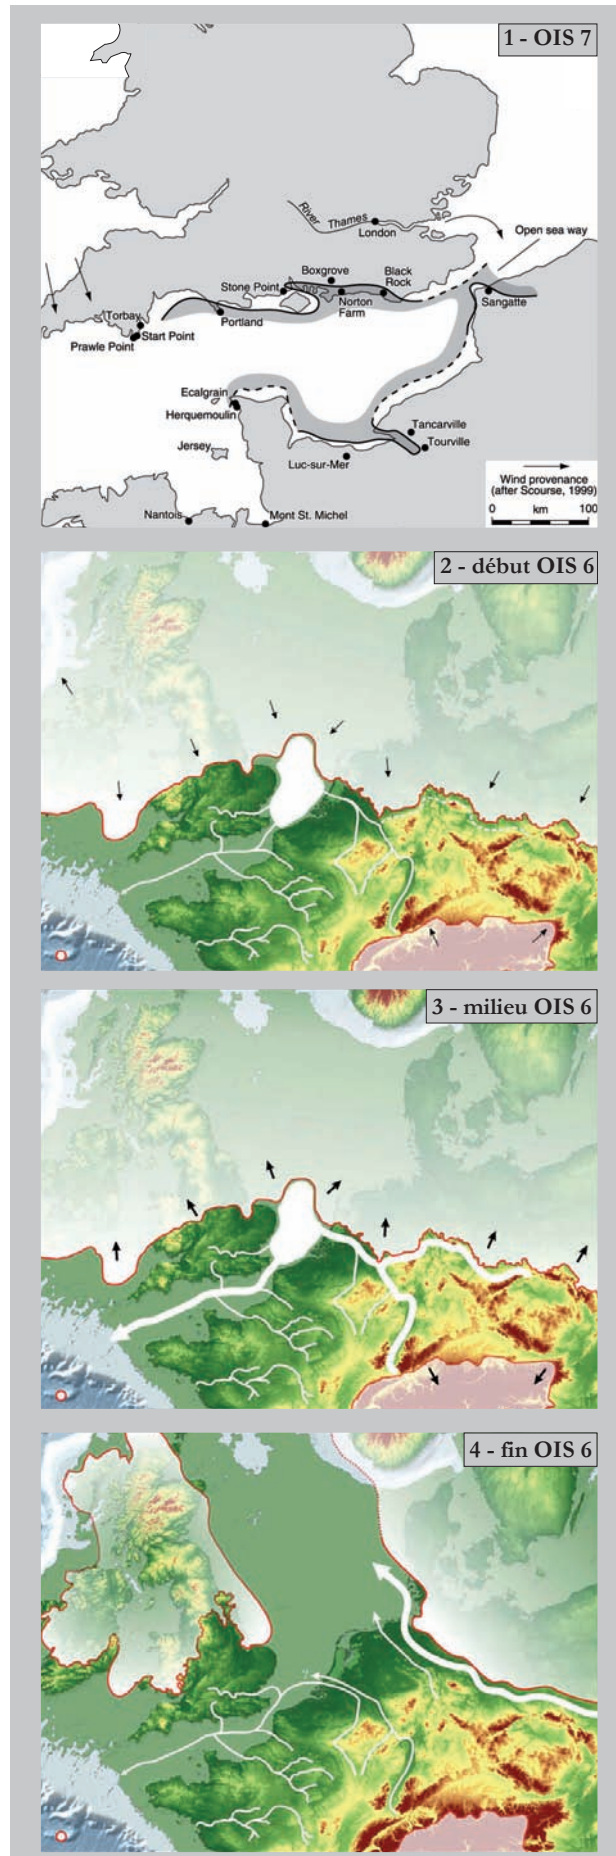 1 - OIS 7
River
Thames
London
Open sea way
Boxgrove
Black
Rock
Stone Point
Norton
Farm
Sangatte
Torbay
Start Point
Portland
Prawle Point
Ecalgrain
Herquemoulin
Tancarville
Tourville
Jersey
Luc-sur-Mer
Wind provenance
(after Scourse, 1999)
0 km 100
Nantois
Mont St. Michel
2 - début OIS 6
3 - milieu OIS 6
4 - fin OIS 6